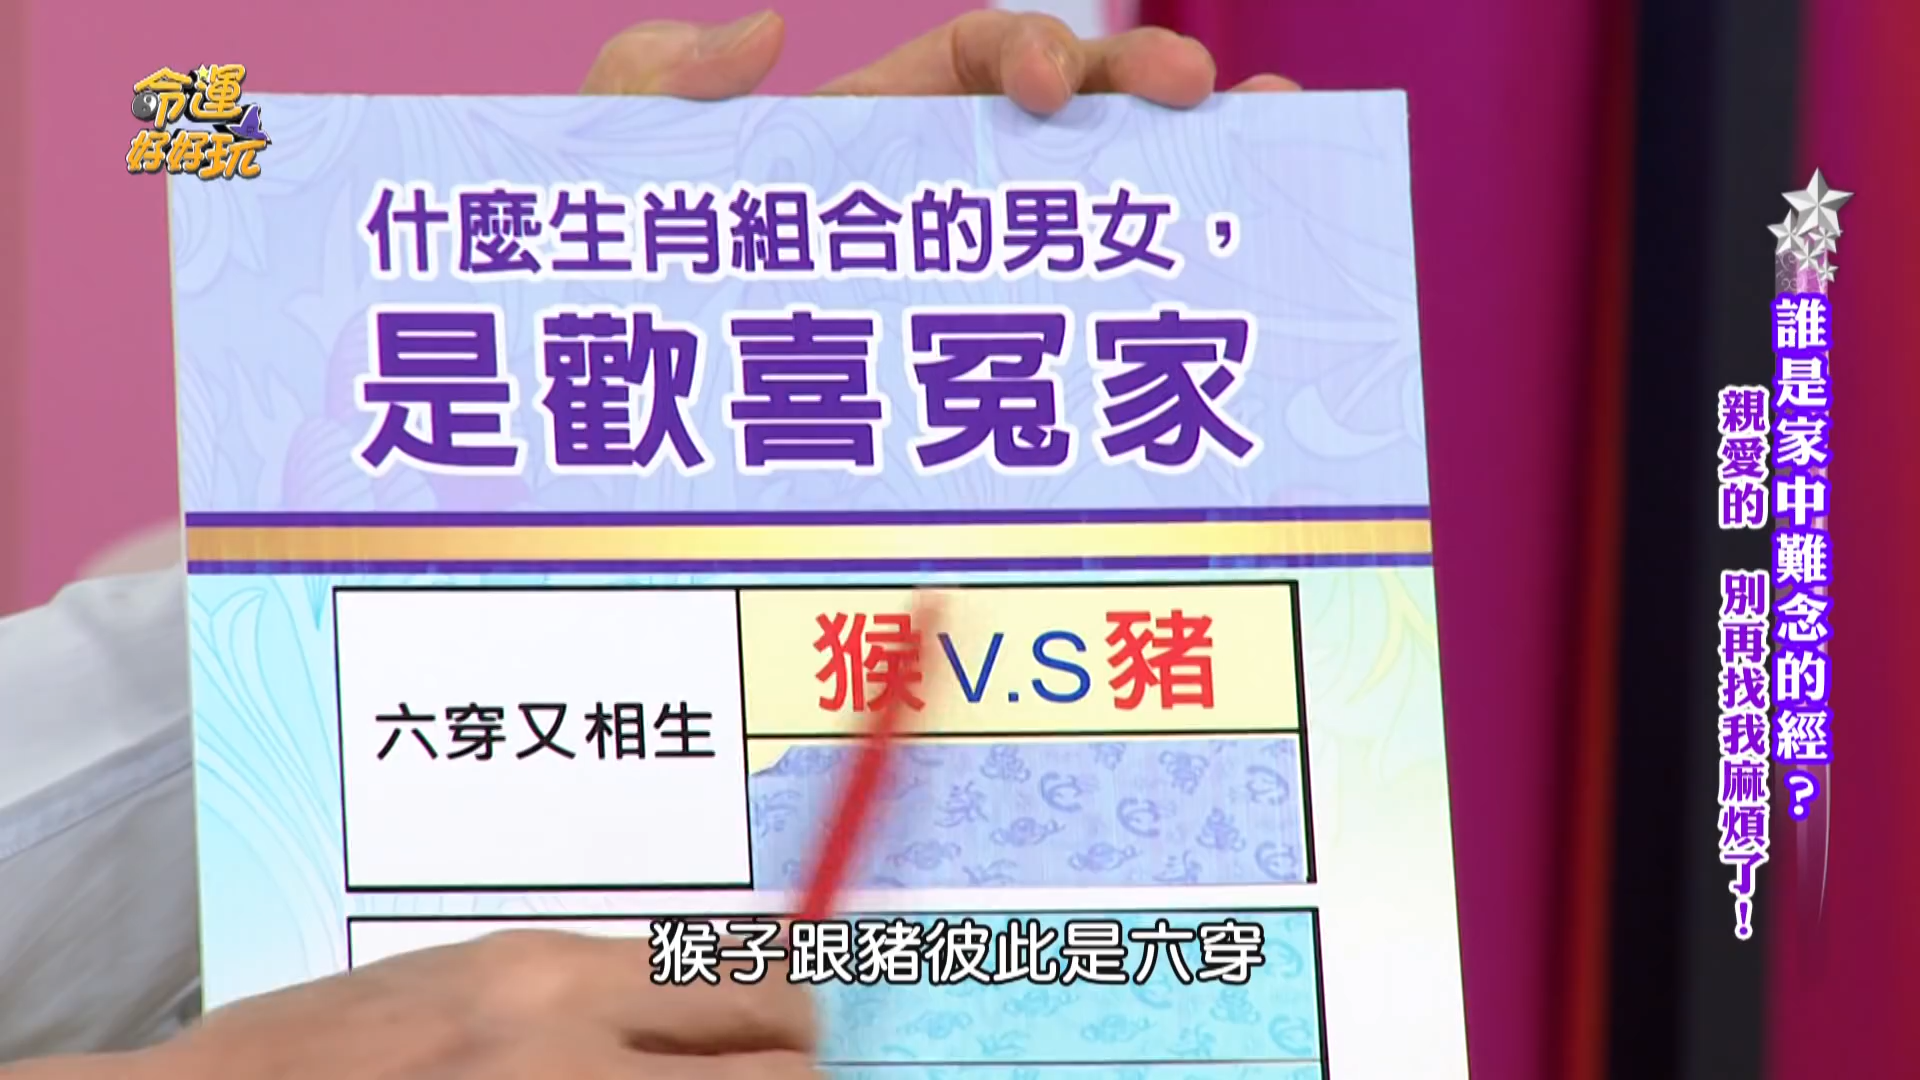 命運
好好玩
什麼生肖組合的男女，
是歡喜冤家
六穿又相生
猴 V.S 豬
猴子跟豬彼此是六穿
誰是家中難念的經？
親愛的 別再找我麻煩了！